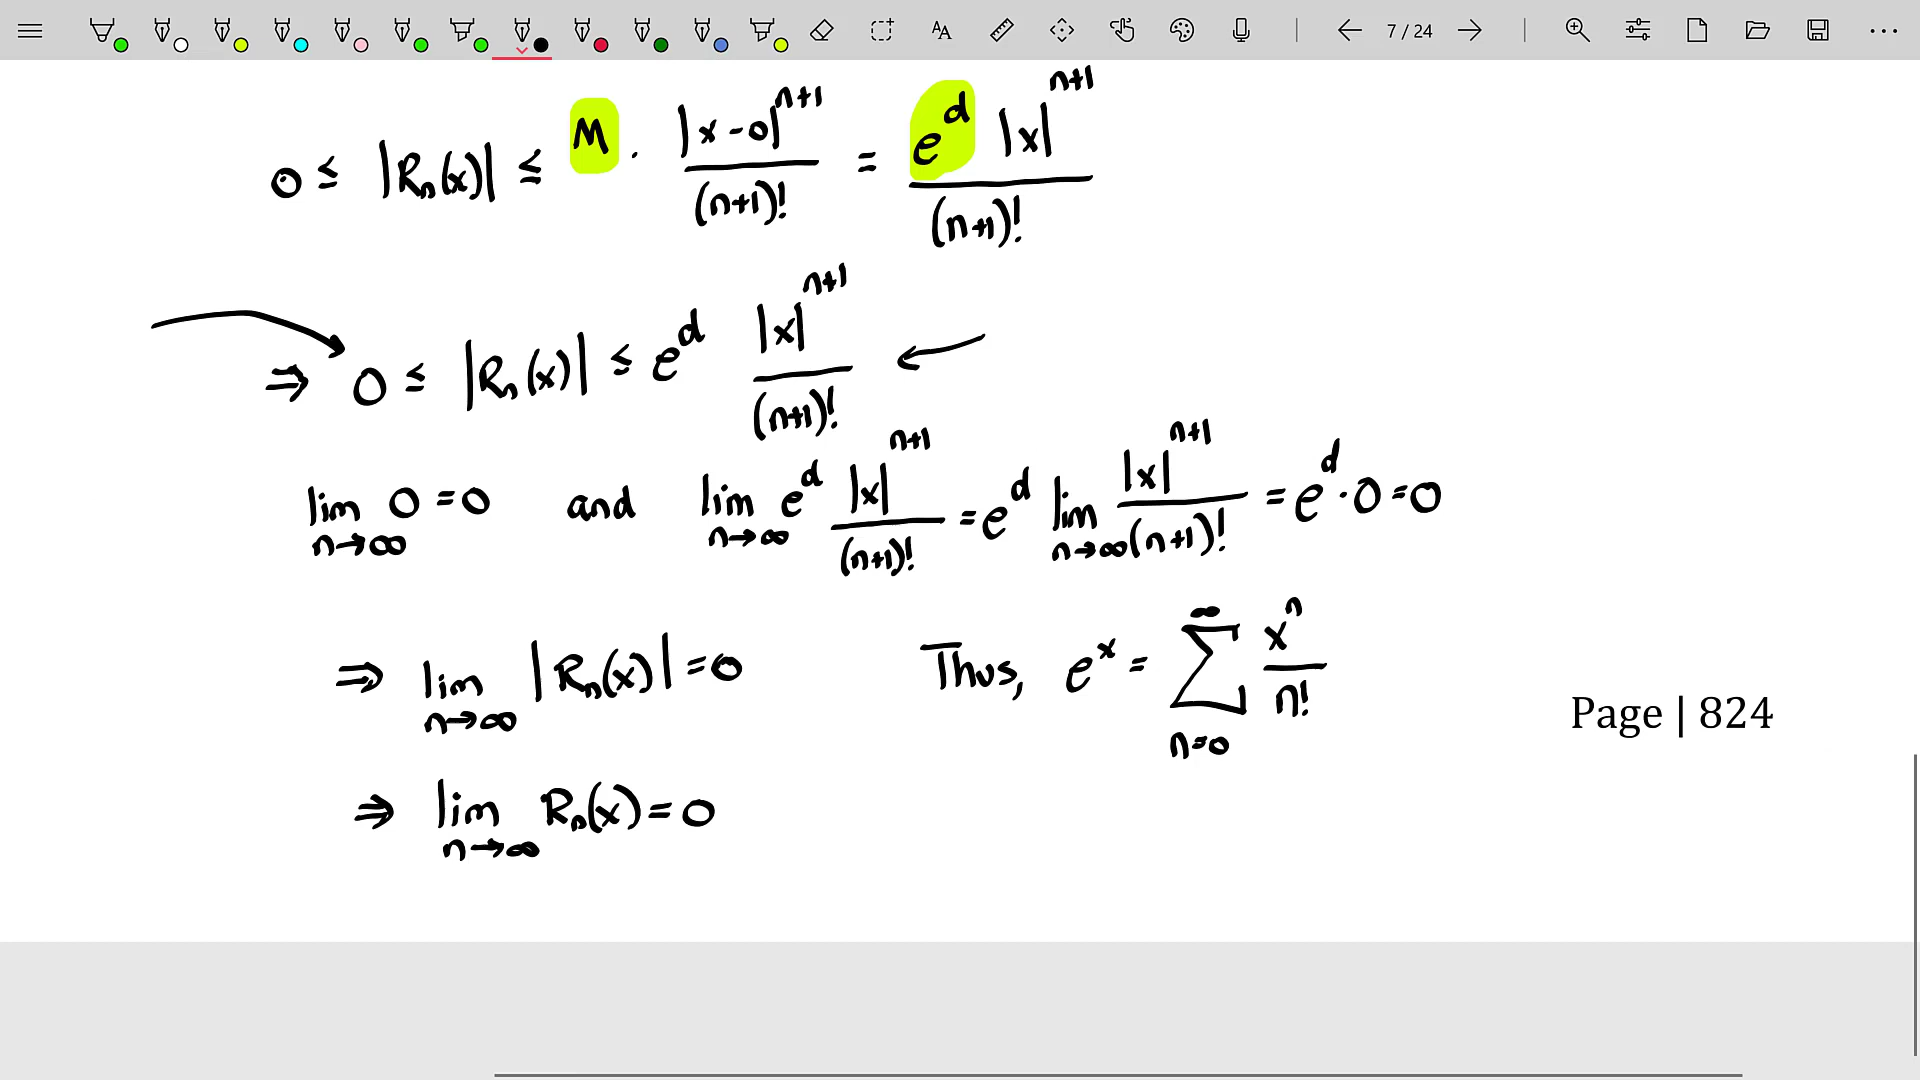 7 / 24
0 ≤ |Rₙ(x)| ≤ M · |x-0|^(n+1) / (n+1)! = e^d |x|^(n+1) / (n+1)!
⇒ 0 ≤ |Rₙ(x)| ≤ e^d |x|^(n+1) / (n+1)!
lim n→∞ 0 = 0 and lim n→∞ e^d |x|^(n+1) / (n+1)! = e^d lim n→∞ |x|^(n+1) / (n+1)! = e^d · 0 = 0
⇒ lim n→∞ |Rₙ(x)| = 0 Thus, e^x = ∑ n=0 ∞ x^n / n!
Page | 824
⇒ lim n→∞ Rₙ(x) = 0